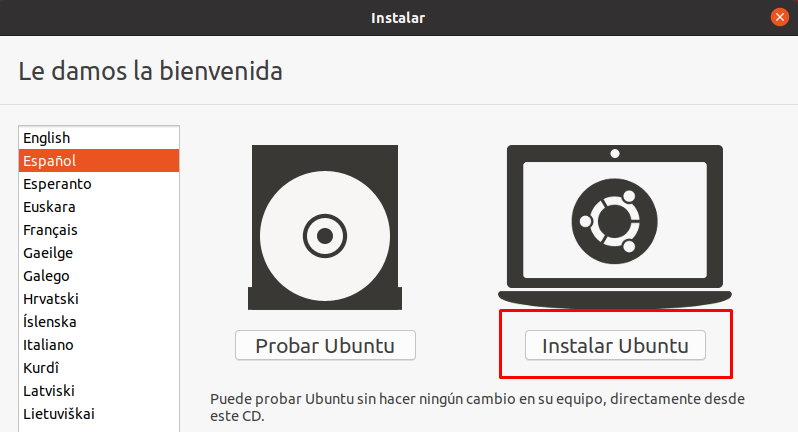 Instalar
Le damos la bienvenida
English
Español
Esperanto
Euskara
Français
Gaeilge
Galego
Hrvatski
Íslenska
Italiano
Kurdî
Latviski
Lietuviškai
Probar Ubuntu
Instalar Ubuntu
Puede probar Ubuntu sin hacer ningún cambio en su equipo, directamente desde
este CD.